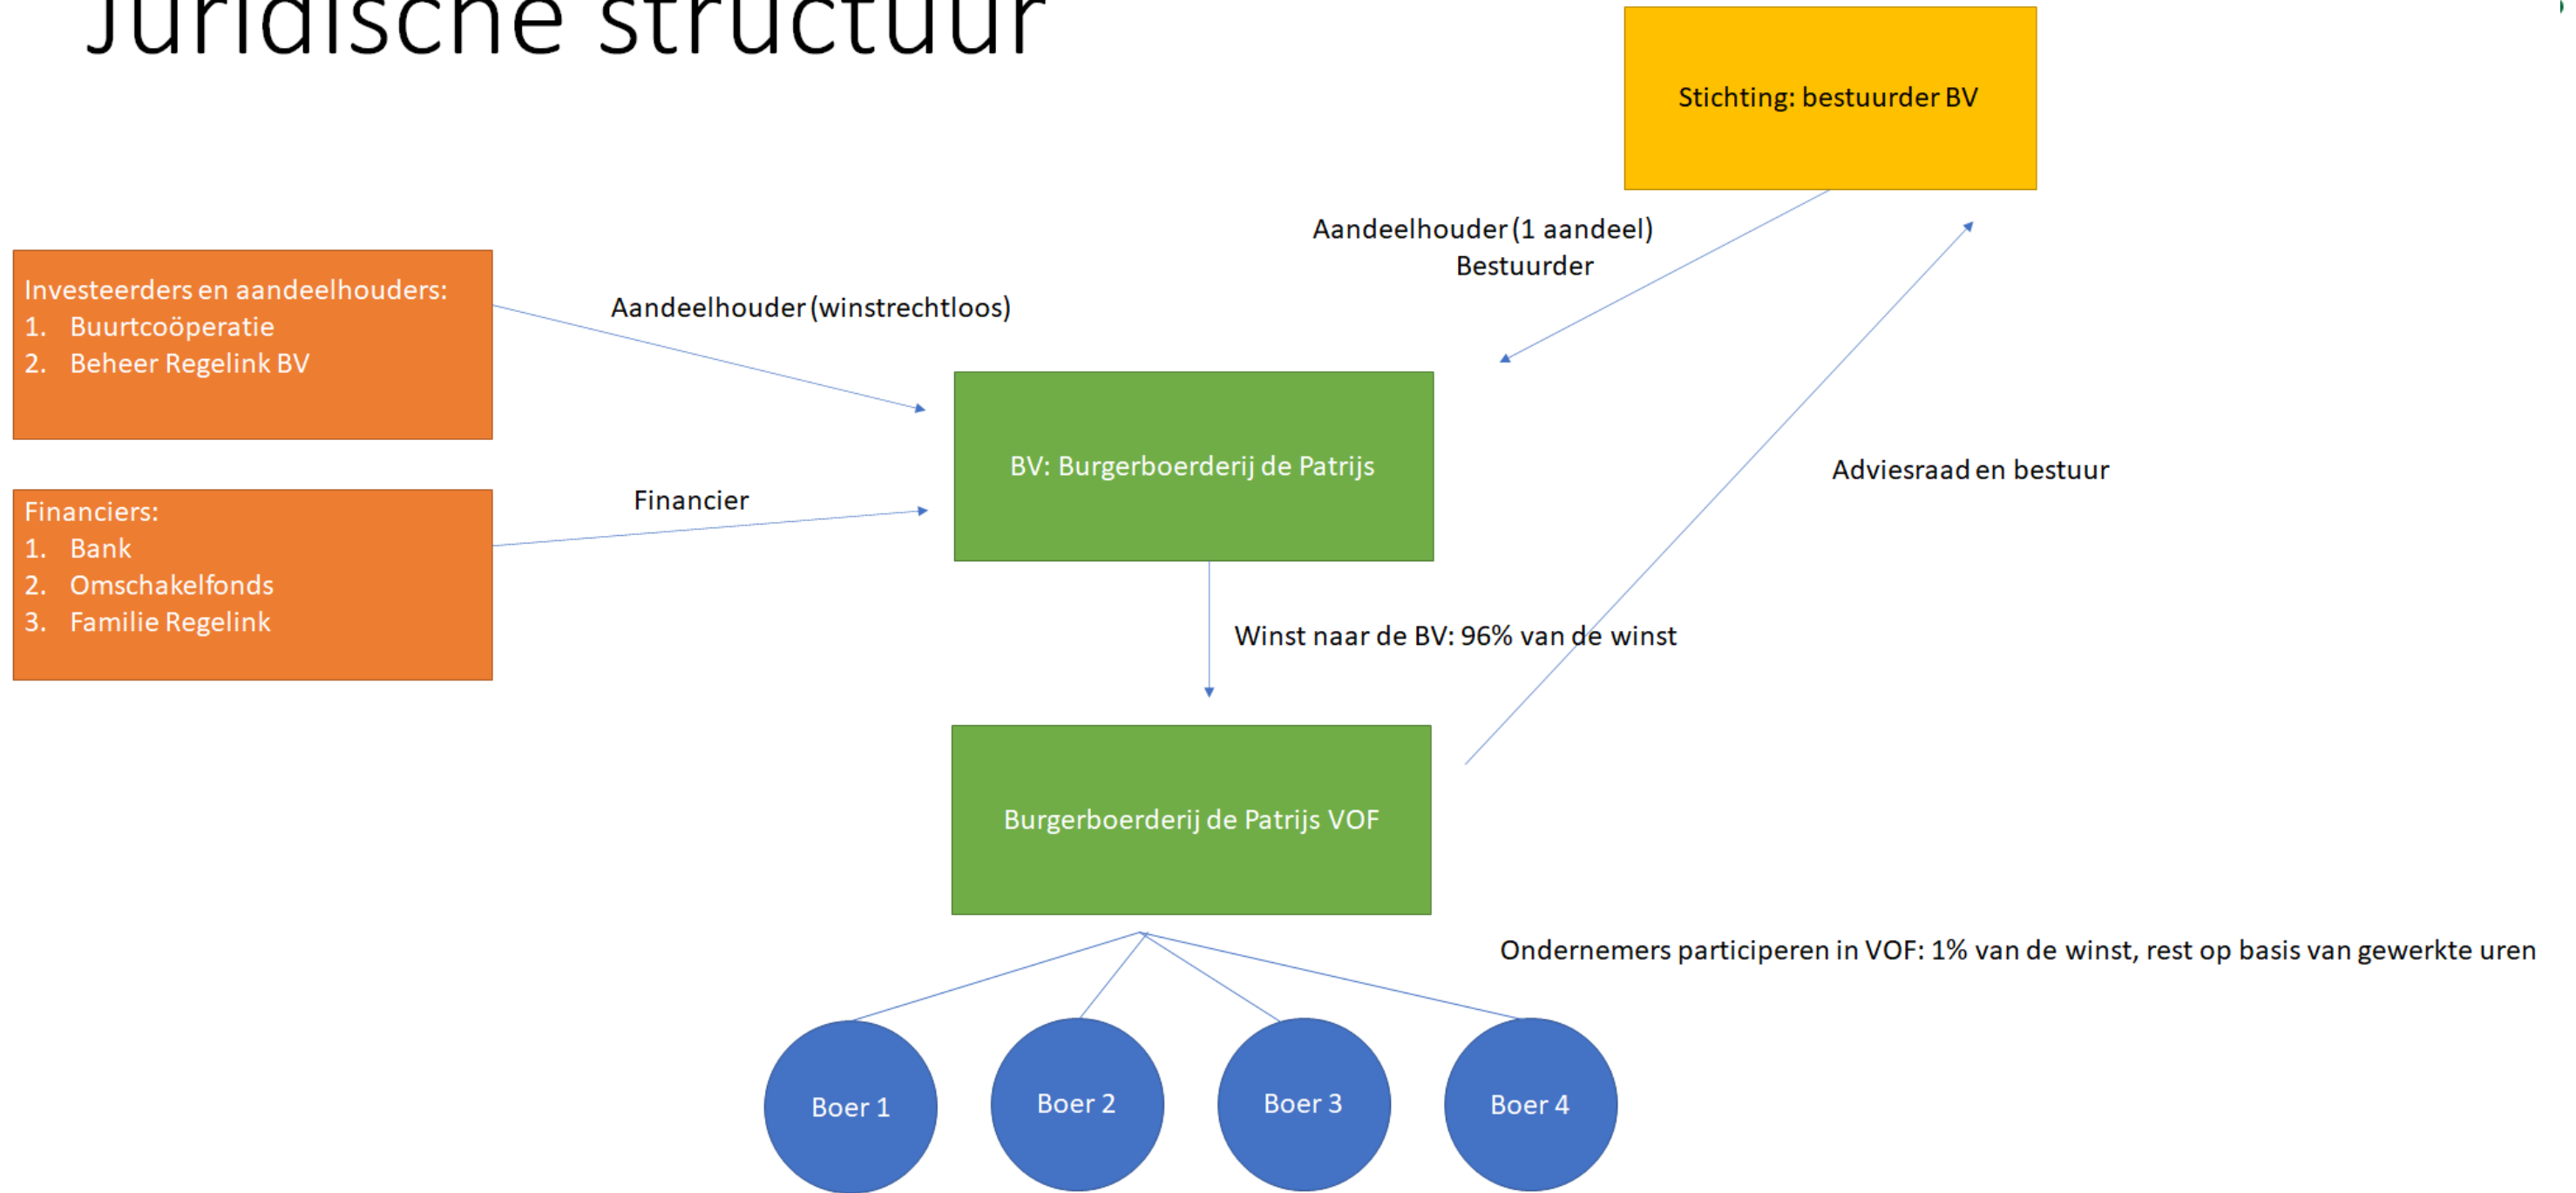 Juridische structuur
Stichting: bestuurder BV
Aandeelhouder (1 aandeel)
Bestuurder
Investeerders en aandeelhouders:
1. Buurtcoöperatie
2. Beheer Regelink BV
Aandeelhouder (winstrechtloos)
BV: Burgerboerderij de Patrijs
Adviesraad en bestuur
Financiers:
1. Bank
2. Omschakelfonds
3. Familie Regelink
Financier
Winst naar de BV: 96% van de winst
Burgerboerderij de Patrijs VOF
Ondernemers participeren in VOF: 1% van de winst, rest op basis van gewerkte uren
Boer 1
Boer 2
Boer 3
Boer 4